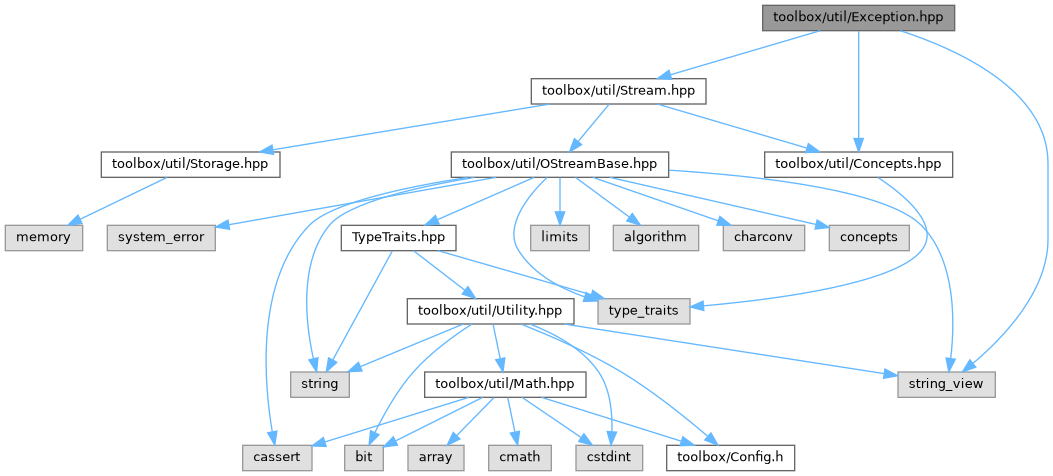 toolbox/util/Exception.hpp
toolbox/util/Stream.hpp
toolbox/util/Storage.hpp
toolbox/util/OStreamBase.hpp
toolbox/util/Concepts.hpp
memory
system_error
TypeTraits.hpp
limits
algorithm
charconv
concepts
toolbox/util/Utility.hpp
type_traits
string
toolbox/util/Math.hpp
string_view
cassert
bit
array
cmath
cstdint
toolbox/Config.h